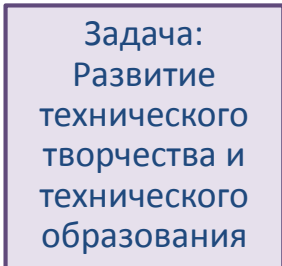 Задача:
Развитие
технического
творчества и
технического
образования